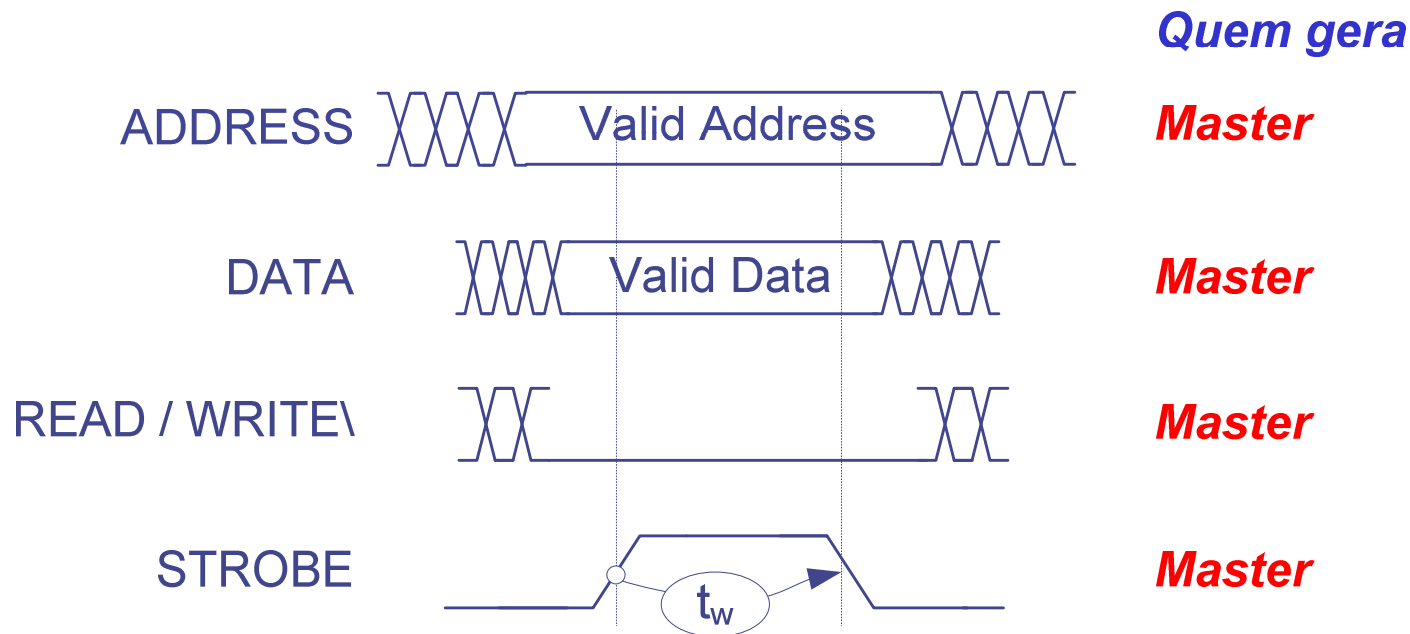 Quem gera
ADDRESS Valid Address Master
DATA Valid Data Master
READ / WRITE\ Master
STROBE Master
tw